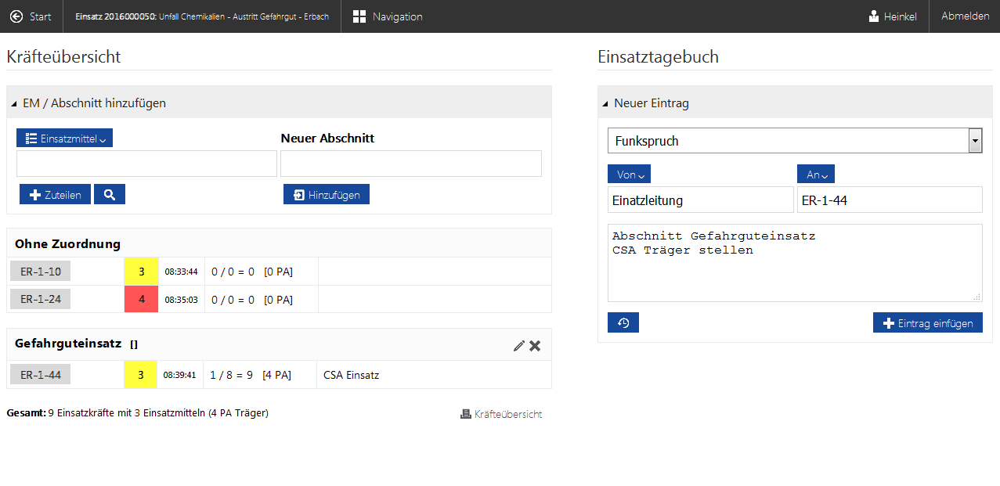 Start
Einsatz 2016000050: Unfall Chemikalien - Austritt Gefahrgut - Erbach
Navigation
Heinkel
Abmelden
Kräfteübersicht
EM / Abschnitt hinzufügen
Einsatzmittel
Neuer Abschnitt
Zuteilen
Hinzufügen
Ohne Zuordnung
ER-1-10 3 08:33:44 0 / 0 = 0 [0 PA]
ER-1-24 4 08:35:03 0 / 0 = 0 [0 PA]
Gefahrguteinsatz []
ER-1-44 3 08:39:41 1 / 8 = 9 [4 PA] CSA Einsatz
Gesamt: 9 Einsatzkräfte mit 3 Einsatzmitteln (4 PA Träger)
Kräfteübersicht
Einsatztagebuch
Neuer Eintrag
Funkspruch
Von
An
Einatzleitung
ER-1-44
Abschnitt Gefahrguteinsatz
CSA Träger stellen
Eintrag einfügen